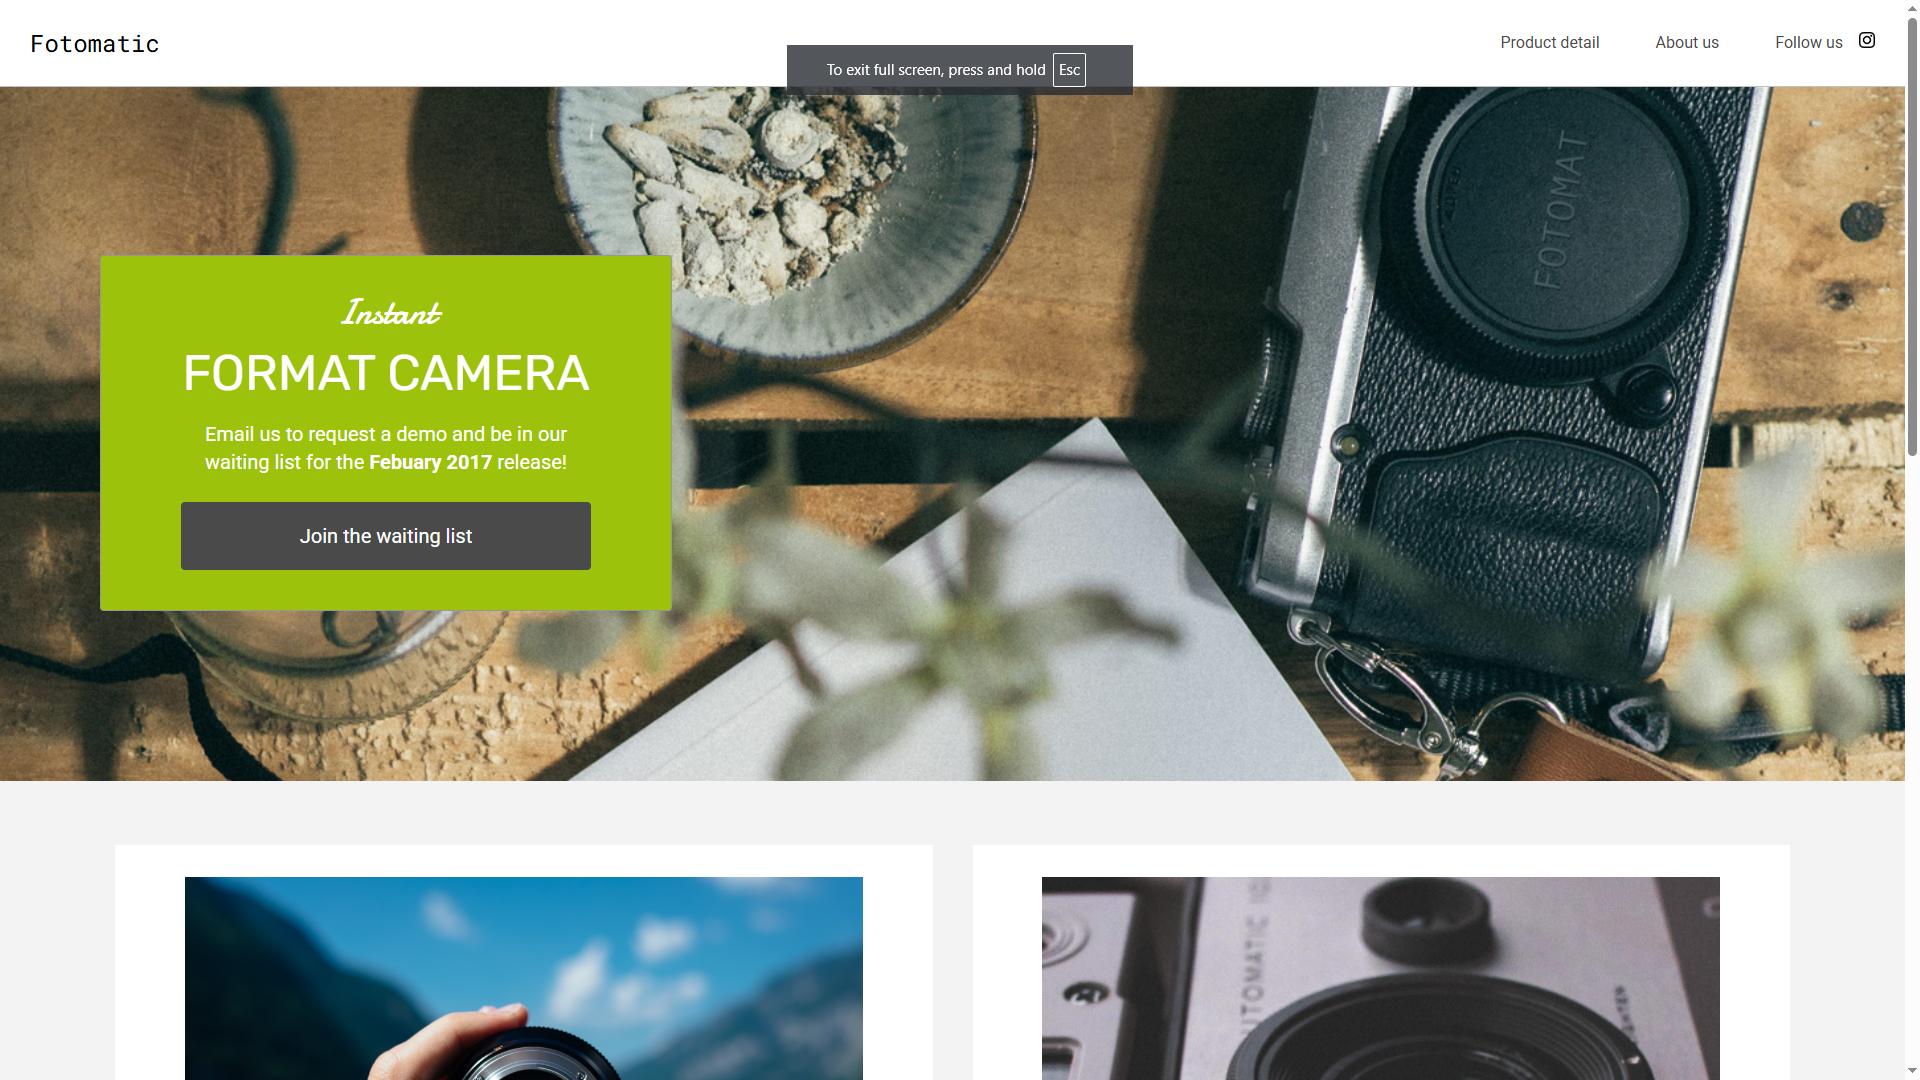 Fotomatic
Product detail
About us
Follow us
To exit full screen, press and hold Esc
FOTOMAT
Instant
FORMAT CAMERA
Email us to request a demo and be in our
waiting list for the Febuary 2017 release!
Join the waiting list